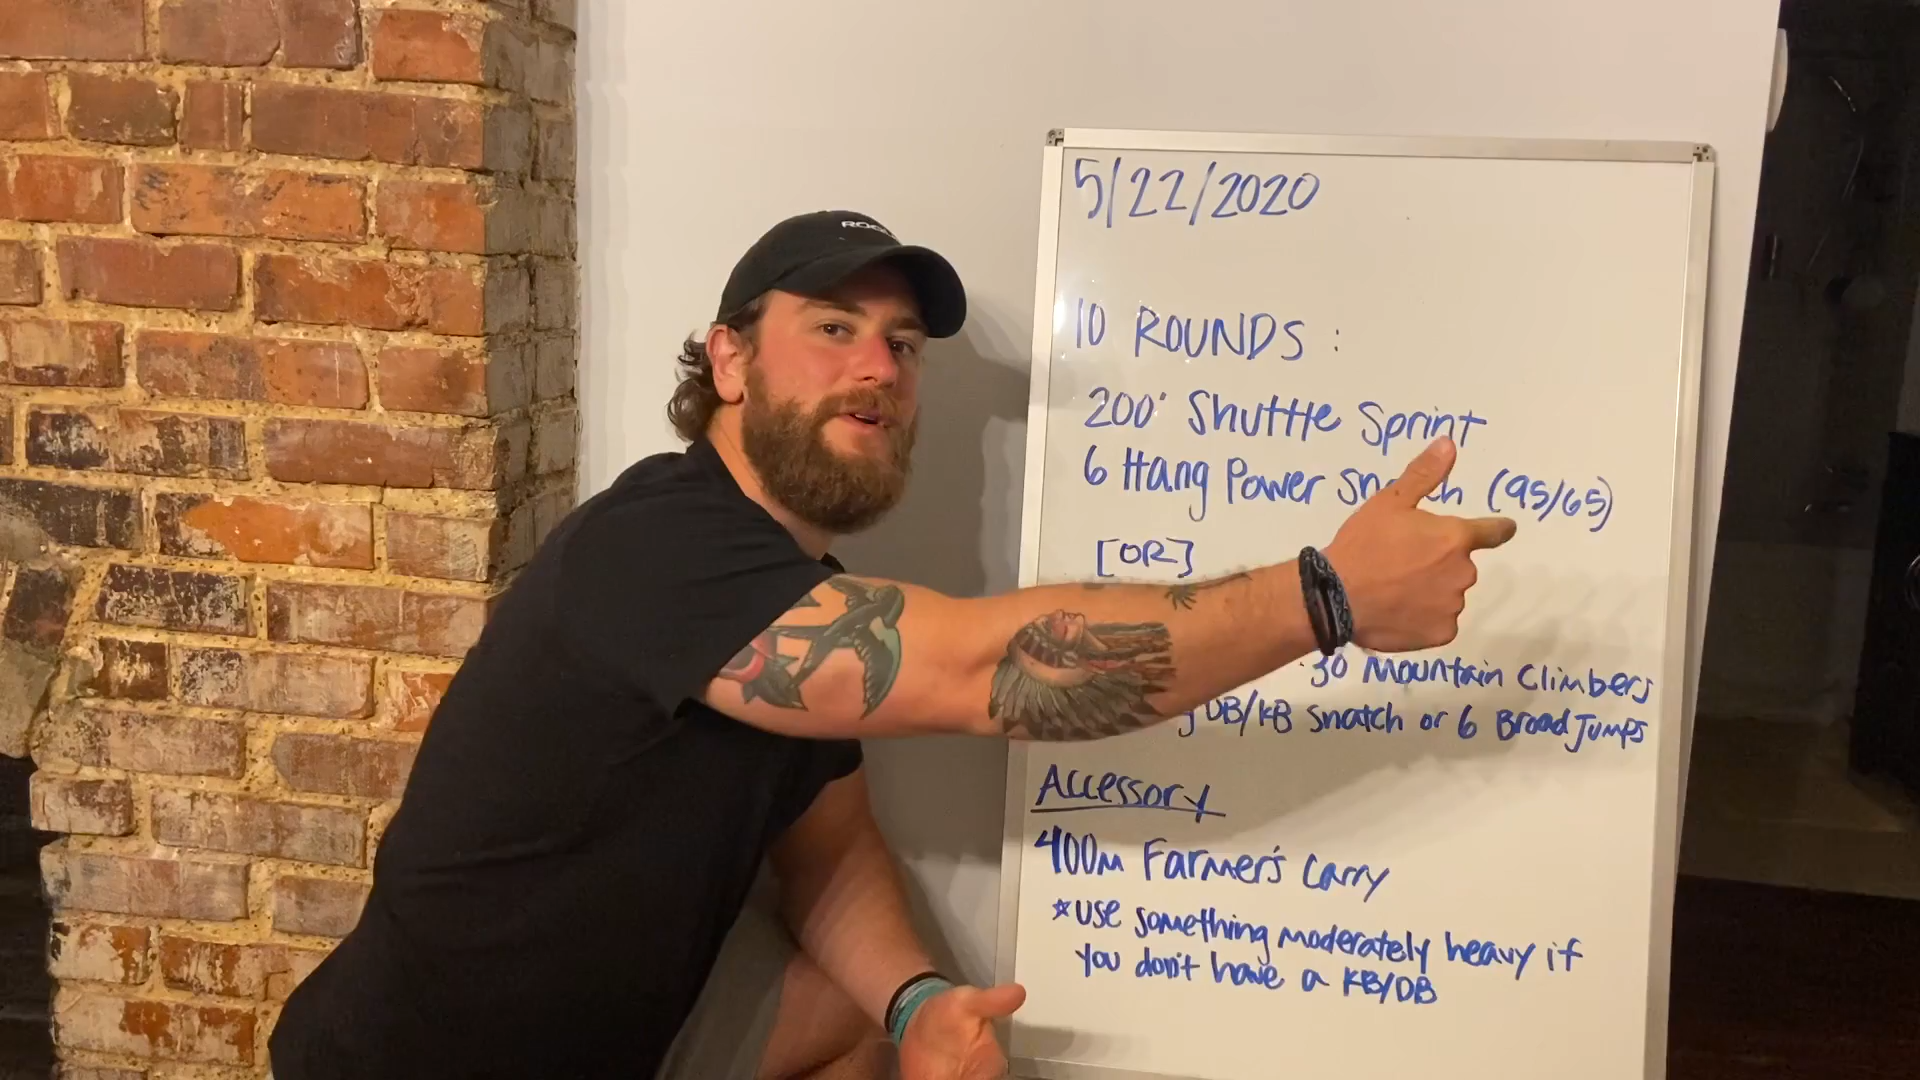 5/22/2020
10 ROUNDS:
200' Shuttle Sprint
6 Hang Power (95/65)
[OR]
30 Mountain Climbers
DB/KB Snatch or 6 Broad Jumps
Accessory
400m Farmer's Carry
*Use something moderately heavy if
you don't have a KB/DB